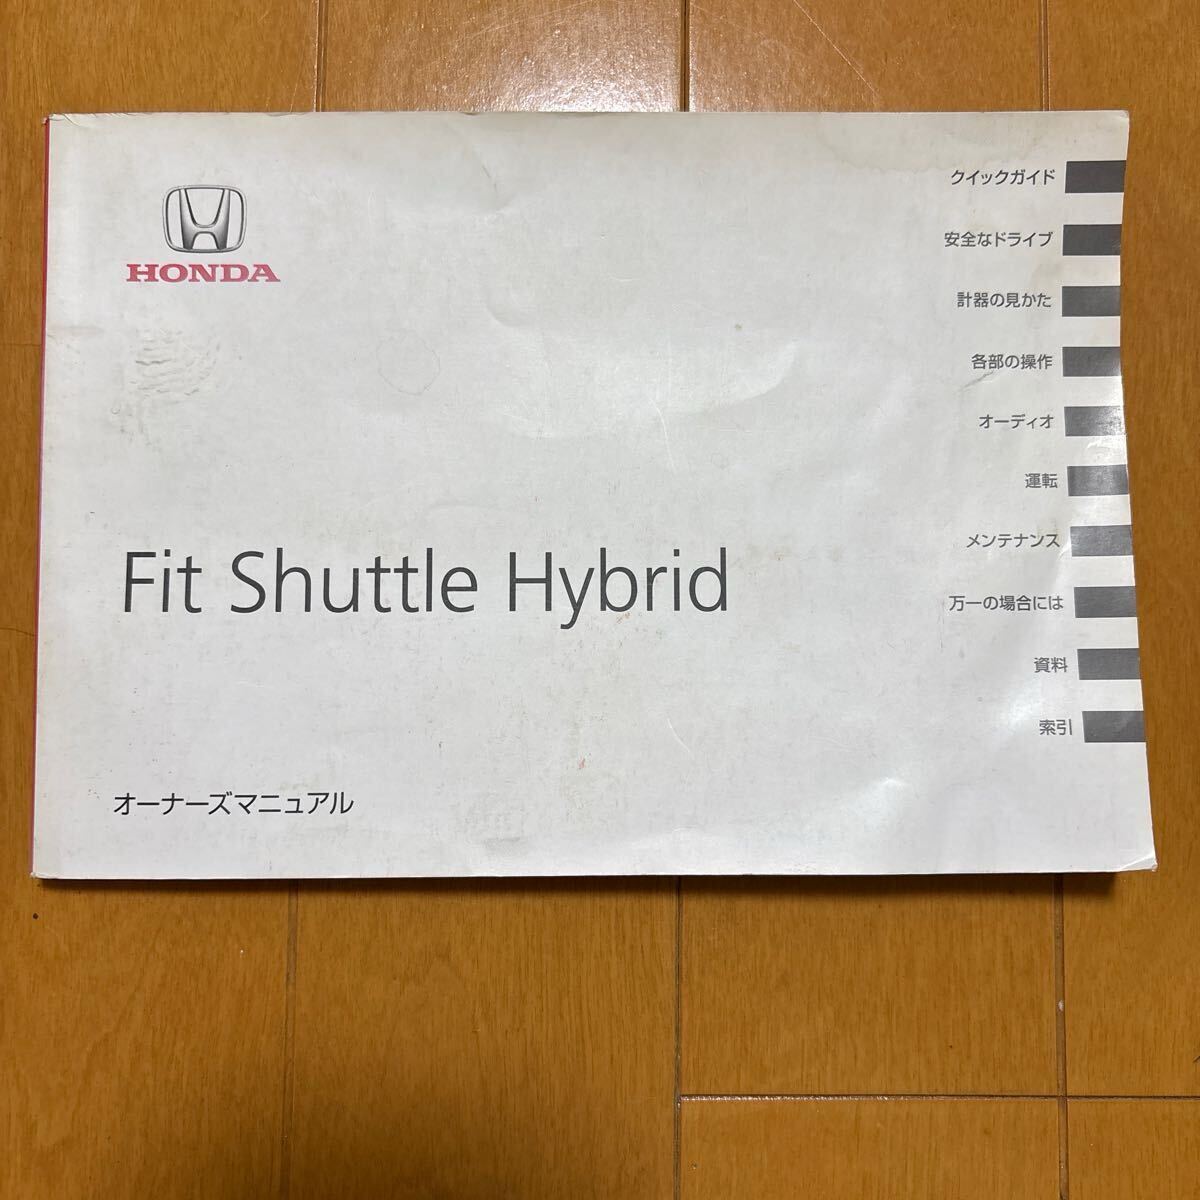 HONDA
Fit Shuttle Hybrid
オーナーズマニュアル
クイックガイド
安全なドライブ
計器の見かた
各部の操作
オーディオ
運転
メンテナンス
万一の場合には
資料
索引